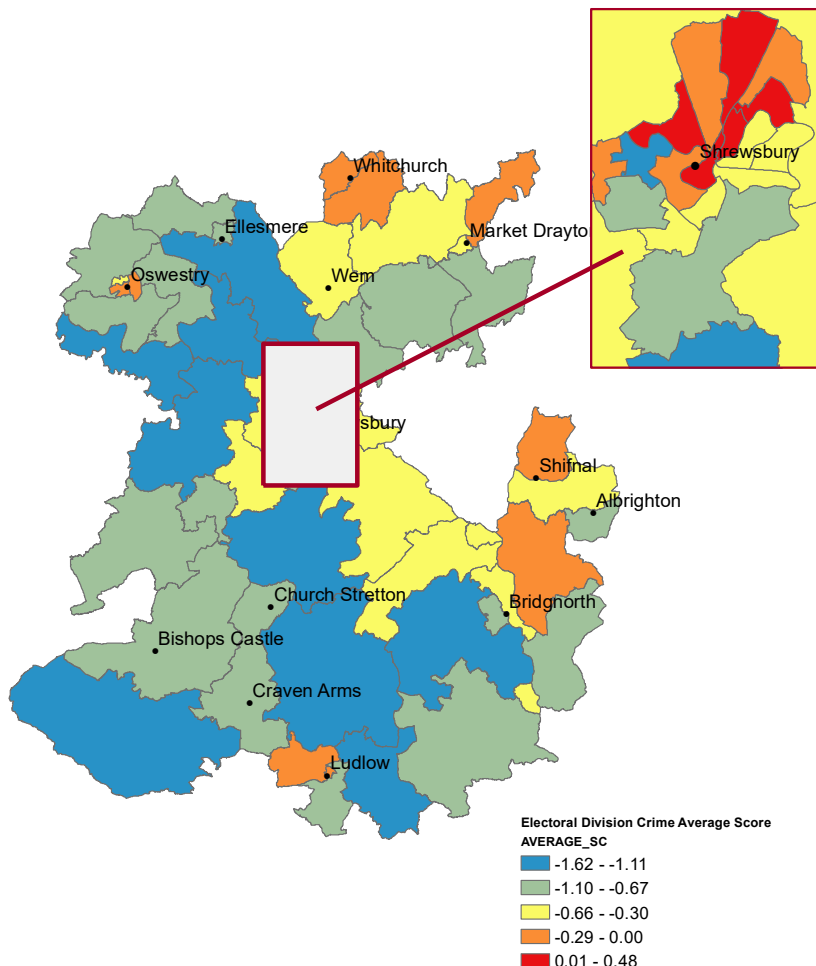 Shrewsbury
Whitchurch
Ellesmere
Market Drayto
Oswestry
Wem
sbury
Shifnal
Albrighton
Church Stretton
Bridgnorth
Bishops Castle
Craven Arms
Ludlow
Electoral Division Crime Average Score
AVERAGE_SC
-1.62 - -1.11
-1.10 - -0.67
-0.66 - -0.30
-0.29 - 0.00
0.01 - 0.48